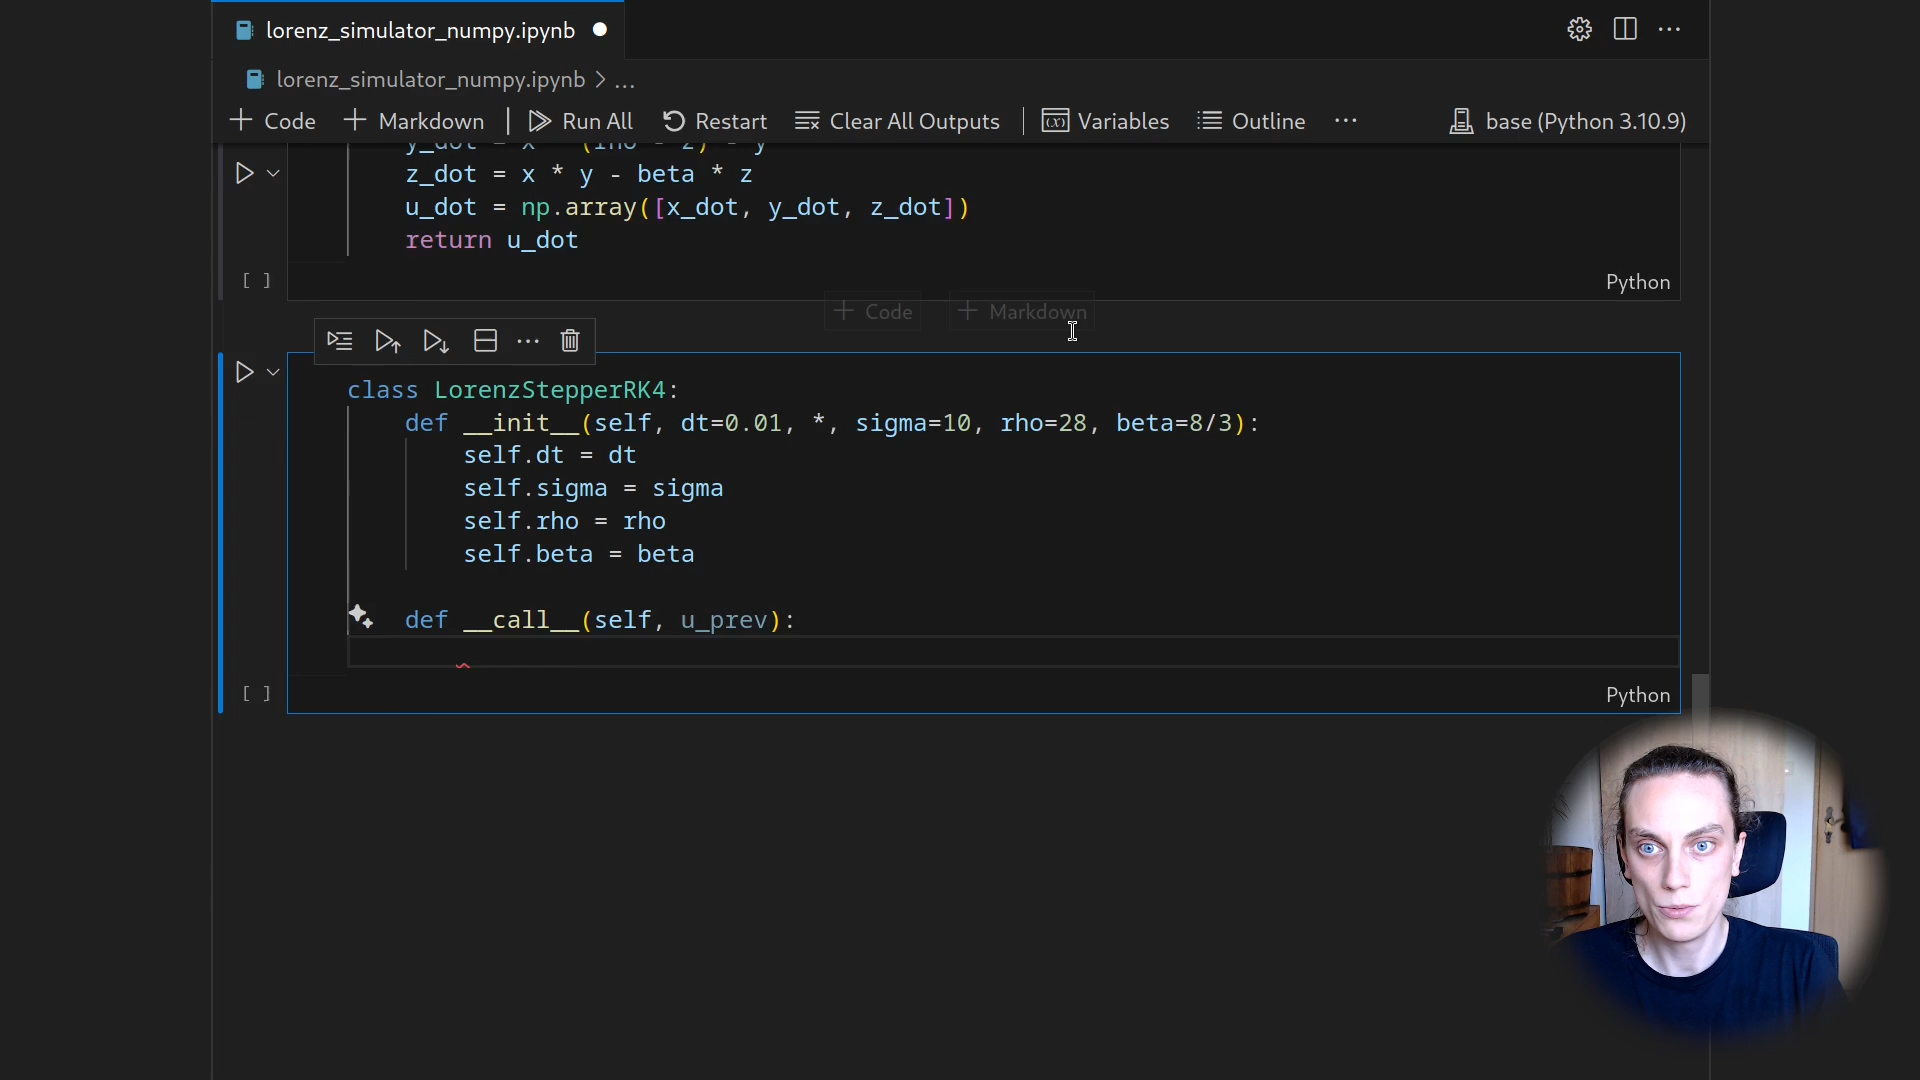 lorenz_simulator_numpy.ipynb
lorenz_simulator_numpy.ipynb > ...
Code Markdown Run All Restart Clear All Outputs Variables Outline ... base (Python 3.10.9)
y_dot = x * (rho - z) - y
z_dot = x * y - beta * z
u_dot = np.array([x_dot, y_dot, z_dot])
return u_dot
[ ] Python
+ Code + Markdown
class LorenzStepperRK4:
def __init__(self, dt=0.01, *, sigma=10, rho=28, beta=8/3):
self.dt = dt
self.sigma = sigma
self.rho = rho
self.beta = beta
def __call__(self, u_prev):
[ ] Python